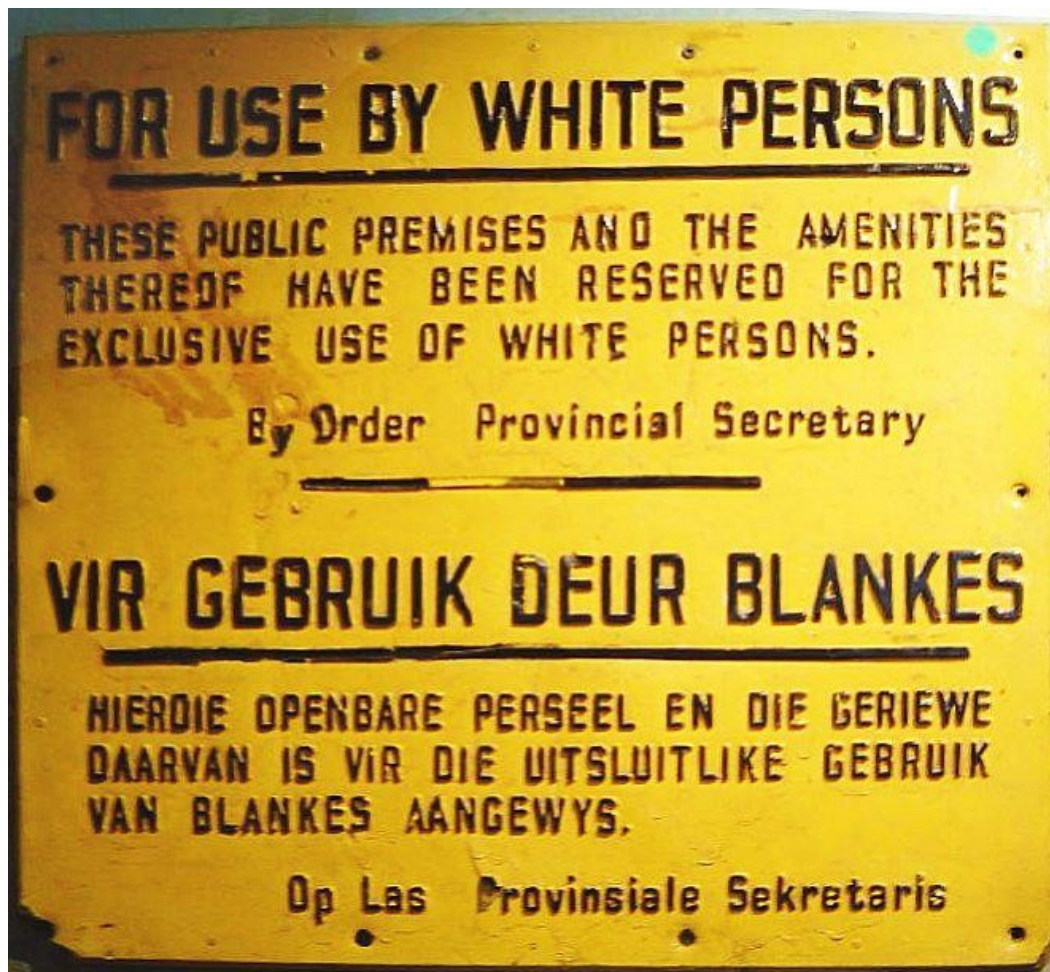 FOR USE BY WHITE PERSONS
THESE PUBLIC PREMISES AND THE AMENITIES
THEREOF HAVE BEEN RESERVED FOR THE
EXCLUSIVE USE OF WHITE PERSONS.
By Order Provincial Secretary
VIR GEBRUIK DEUR BLANKES
HIERDIE OPENBARE PERSEEL EN DIE GERIEWE
DAARVAN IS VIR DIE UITSLUITLIKE GEBRUIK
VAN BLANKES AANGEWYS.
Op Las Provinsiale Sekretaris